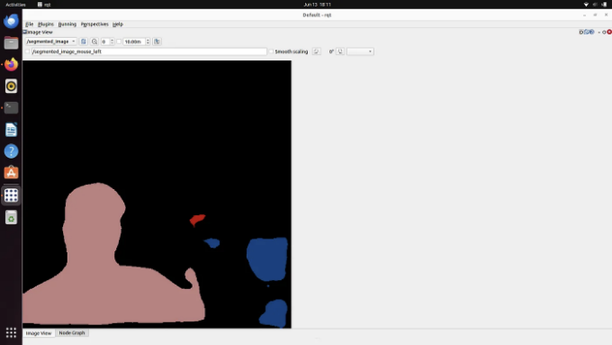 Activities rqt Jun 13 18:11
Default - rqt
File Plugins Running Perspectives Help
Image View
/segmented_image 0 10.00m
/segmented_image_mouse_left Smooth scaling 0°
Image View Node Graph